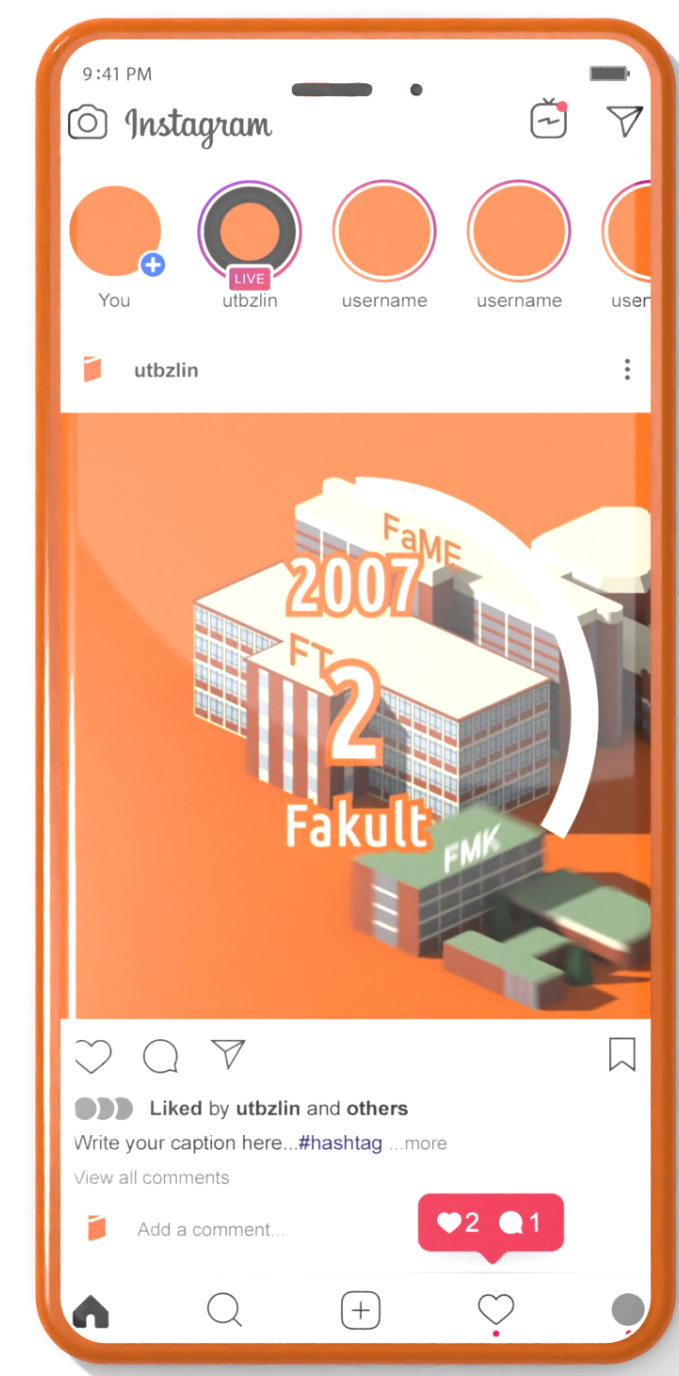 9:41 PM
Instagram
LIVE
You utbzlin username username user
utbzlin
FaME
2007
FT
2
Fakult
FMK
Liked by utbzlin and others
Write your caption here...#hashtag ...more
View all comments
Add a comment...
2 1